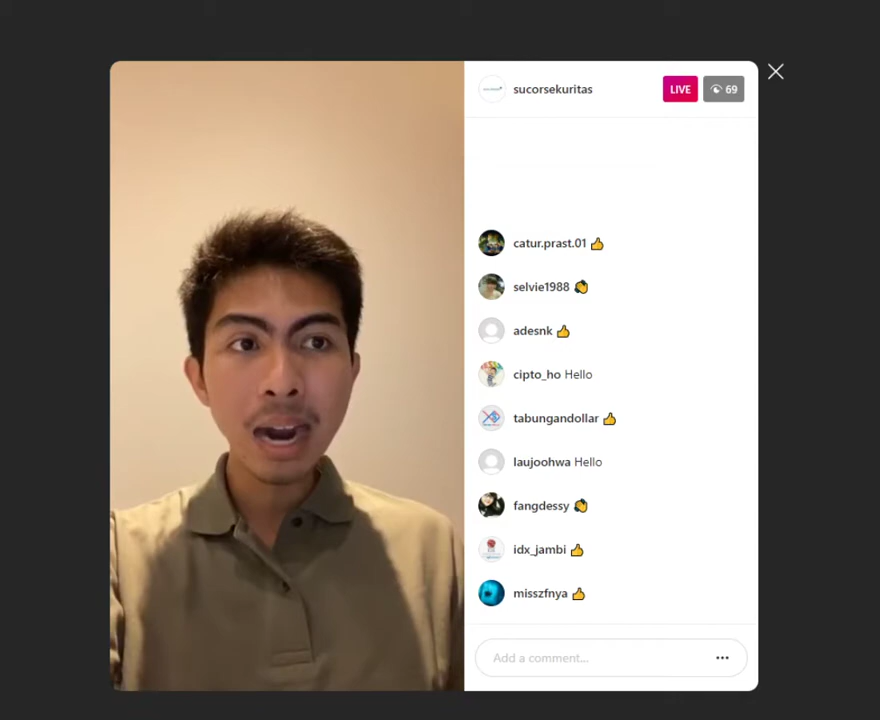 sucorsekuritas LIVE 69
catur.prast.01 👍
selvie1988 👏
adesnk 👍
cipto_ho Hello
tabungandollar 👍
laujoohwa Hello
fangdessy 👏
idx_jambi 👍
misszfnya 👍
Add a comment...